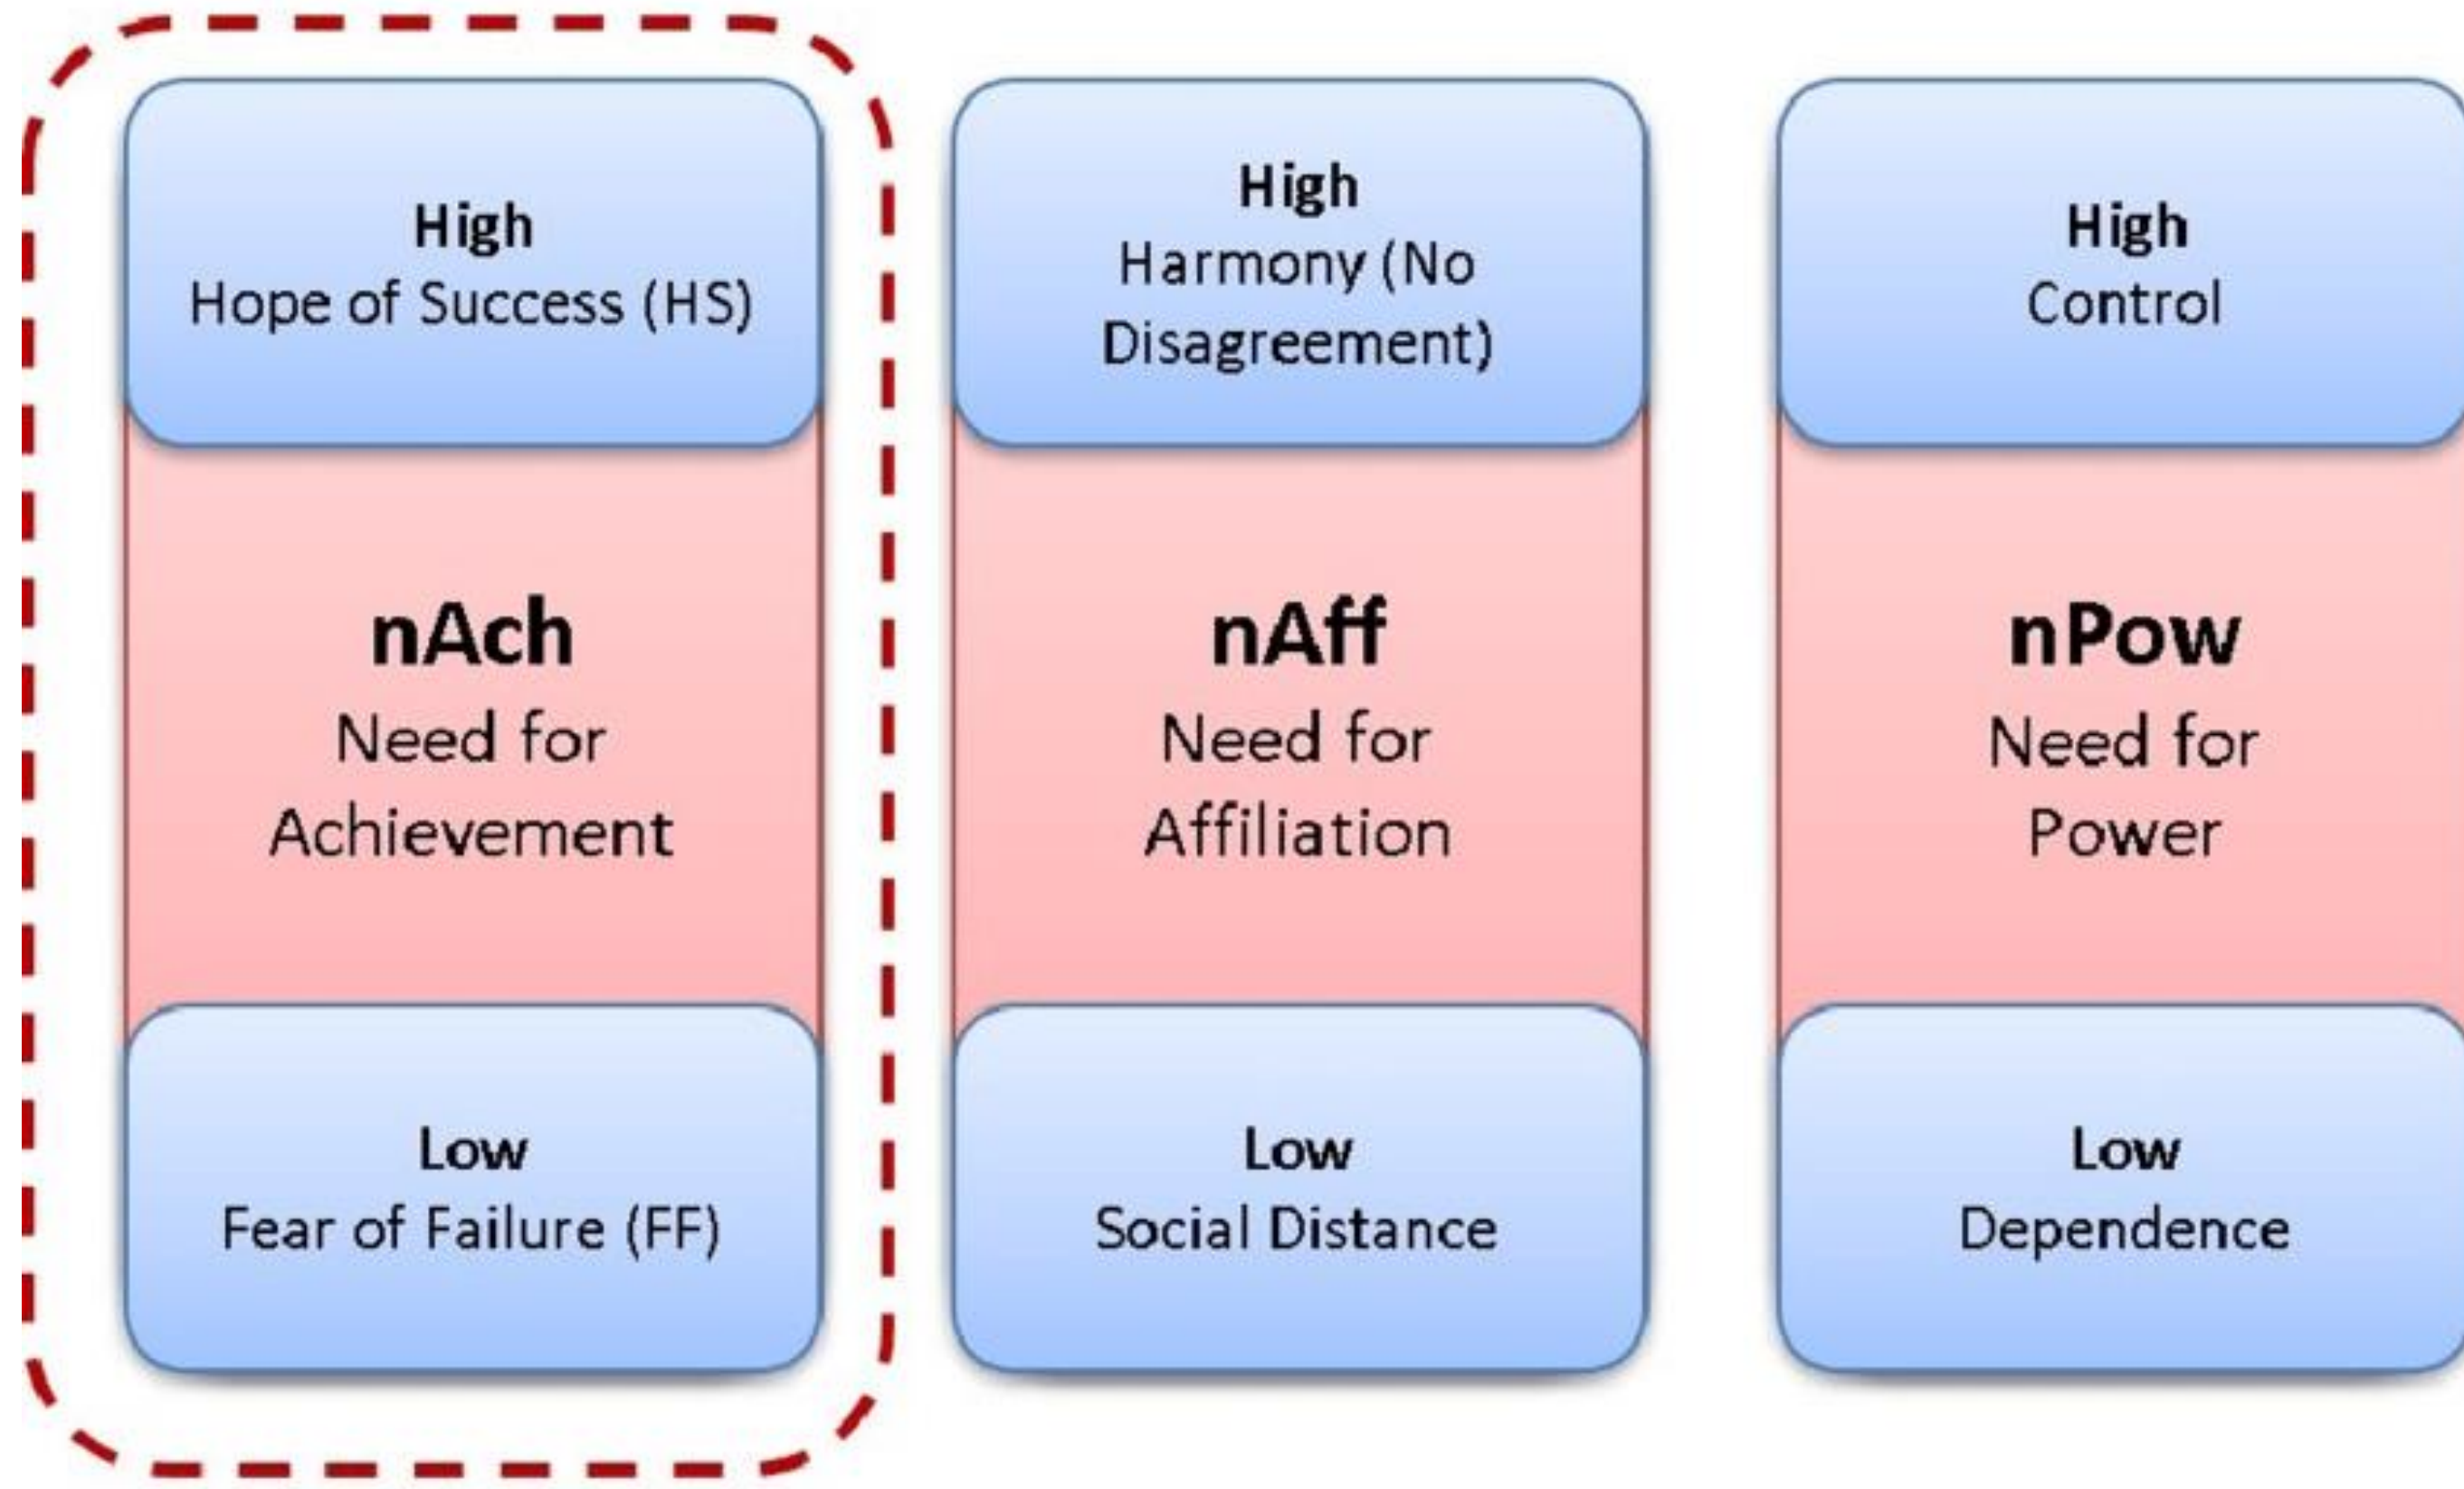 High
Hope of Success (HS)
nAch
Need for
Achievement
Low
Fear of Failure (FF)
High
Harmony (No
Disagreement)
nAff
Need for
Affiliation
Low
Social Distance
High
Control
nPow
Need for
Power
Low
Dependence